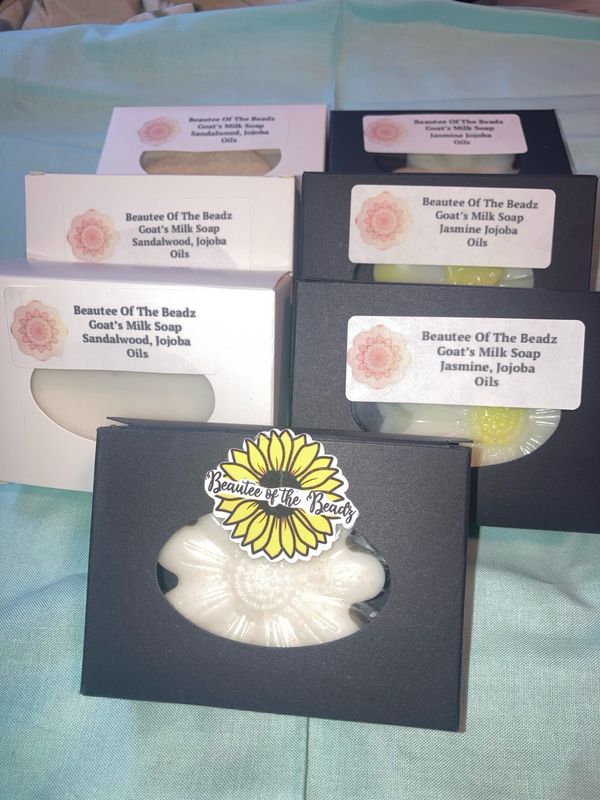 Beautee Of The Beadz
Goat's Milk Soap
Sandalwood, Jojoba
Oils
Beautee Of The Beadz
Goat's Milk Soap
Jasmine Jojoba
Oils
Beautee Of The Beadz
Goat's Milk Soap
Sandalwood, Jojoba
Oils
Beautee Of The Beadz
Goat's Milk Soap
Jasmine Jojoba
Oils
Beautee Of The Beadz
Goat's Milk Soap
Sandalwood, Jojoba
Oils
Beautee Of The Beadz
Goat's Milk Soap
Jasmine, Jojoba
Oils
Beautee of the Beadz